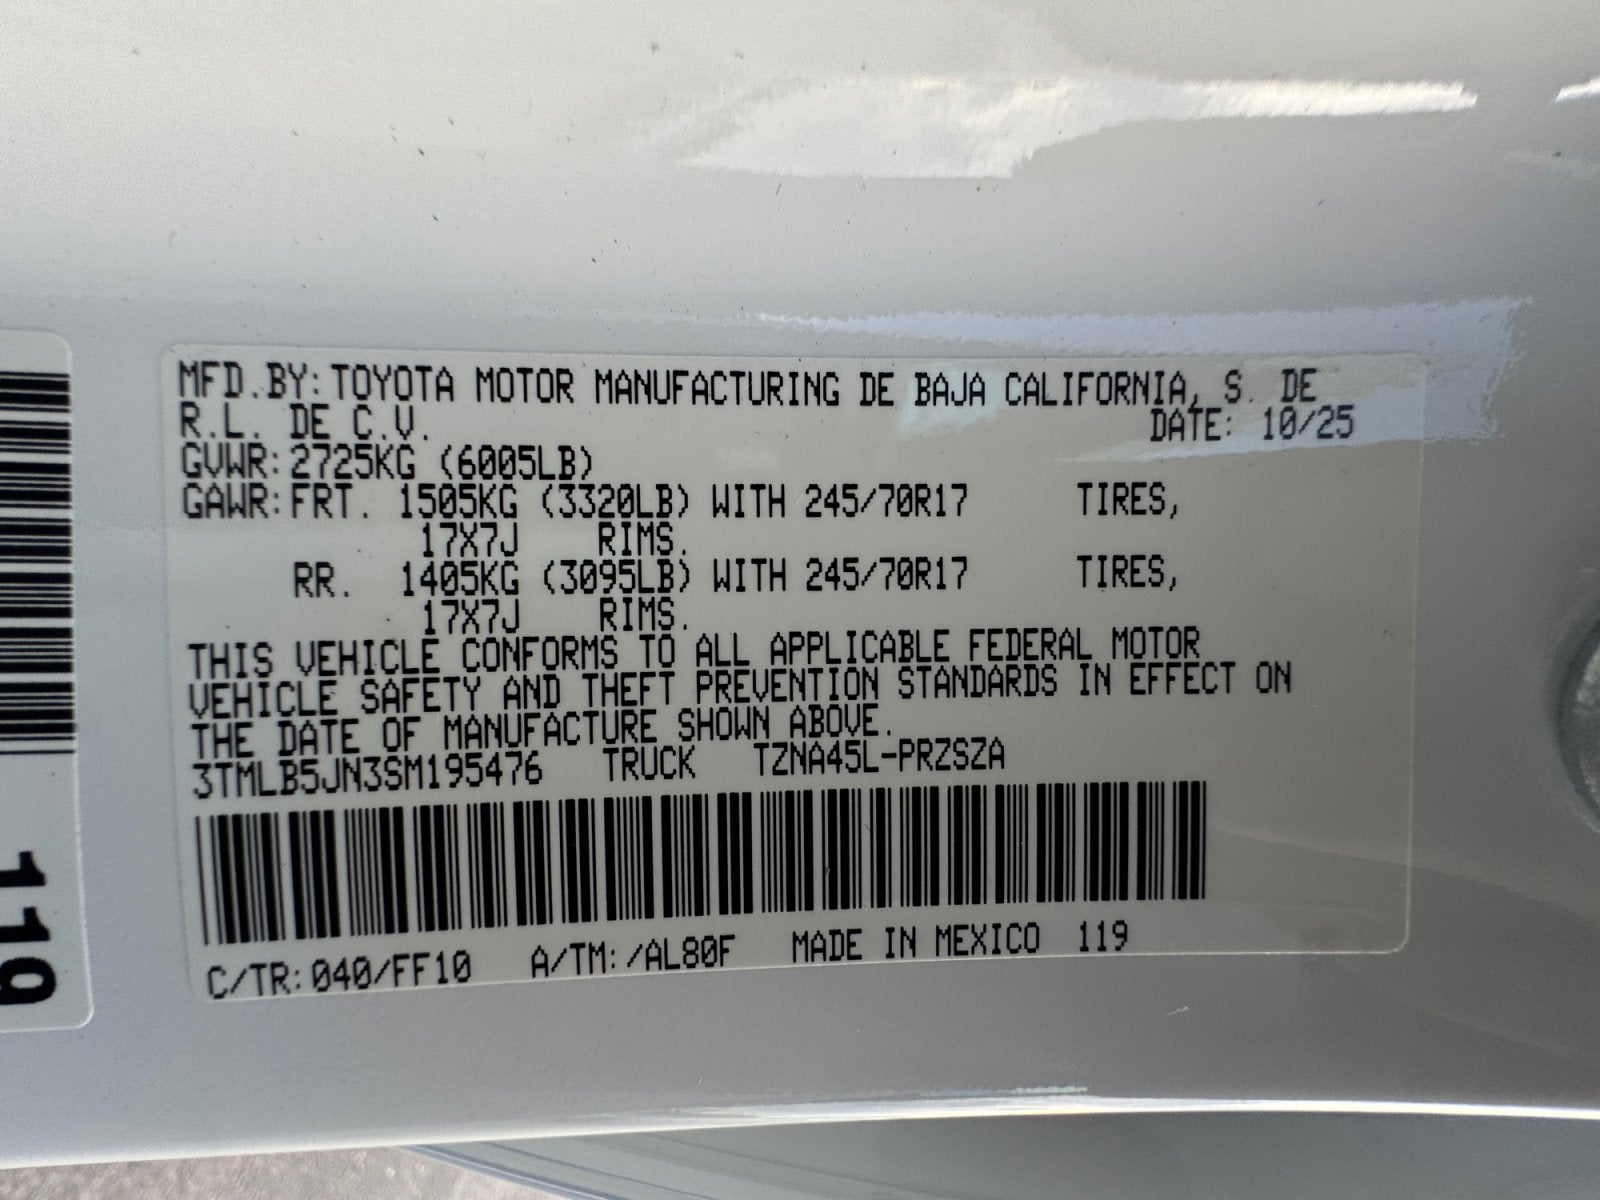 MFD. BY: TOYOTA MOTOR MANUFACTURING DE BAJA CALIFORNIA, S. DE
R.L. DE C.V. DATE: 10/25
GVWR: 2725KG (6005LB)
GAWR: FRT. 1505KG (3320LB) WITH 245/70R17 TIRES,
17X7J RIMS.
RR. 1405KG (3095LB) WITH 245/70R17 TIRES,
17X7J RIMS.
THIS VEHICLE CONFORMS TO ALL APPLICABLE FEDERAL MOTOR
VEHICLE SAFETY AND THEFT PREVENTION STANDARDS IN EFFECT ON
THE DATE OF MANUFACTURE SHOWN ABOVE.
3TMLB5JN3SM195476 TRUCK TZNA45L-PRZSZA
C/TR: 040/FF10 A/TM: /AL80F MADE IN MEXICO 119
119